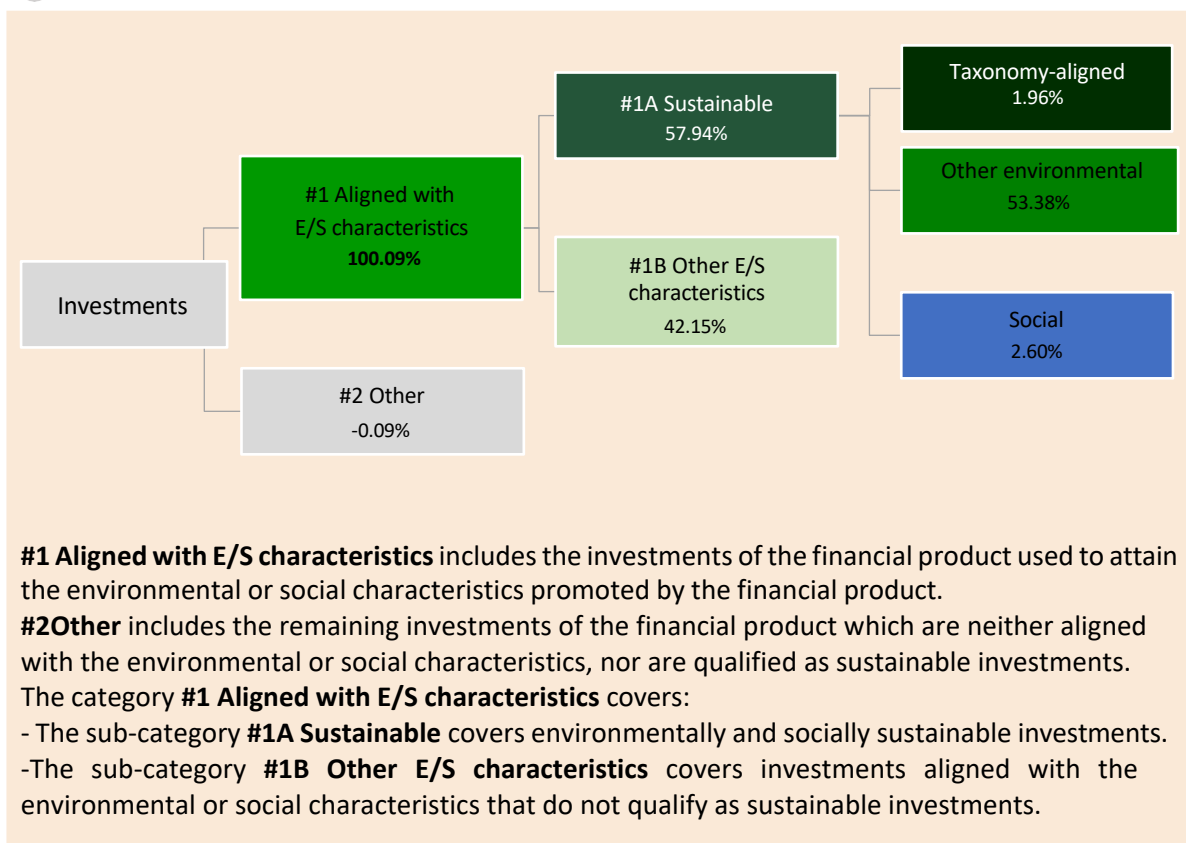 Investments
#1 Aligned with
E/S characteristics
100.09%
#2 Other
-0.09%
#1A Sustainable
57.94%
#1B Other E/S
characteristics
42.15%
Taxonomy-aligned
1.96%
Other environmental
53.38%
Social
2.60%
#1 Aligned with E/S characteristics includes the investments of the financial product used to attain
the environmental or social characteristics promoted by the financial product.
#2Other includes the remaining investments of the financial product which are neither aligned
with the environmental or social characteristics, nor are qualified as sustainable investments.
The category #1 Aligned with E/S characteristics covers:
- The sub-category #1A Sustainable covers environmentally and socially sustainable investments.
-The sub-category #1B Other E/S characteristics covers investments aligned with the
environmental or social characteristics that do not qualify as sustainable investments.